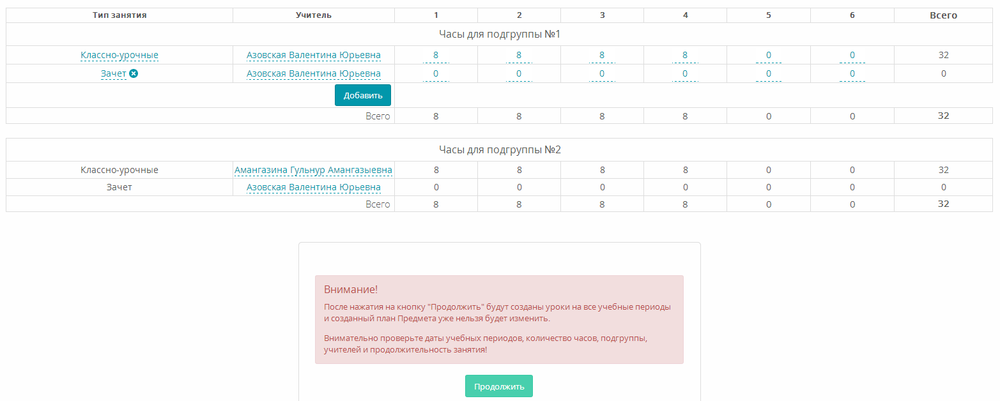 Тип занятия Учитель 1 2 3 4 5 6 Всего
Часы для подгруппы №1
Классно-урочные Азовская Валентина Юрьевна 8 8 8 8 0 0 32
Зачет Азовская Валентина Юрьевна 0 0 0 0 0 0 0
Добавить
Всего 8 8 8 8 0 0 32
Часы для подгруппы №2
Классно-урочные Амангазина Гульнур Амангазыевна 8 8 8 8 0 0 32
Зачет Азовская Валентина Юрьевна 0 0 0 0 0 0 0
Всего 8 8 8 8 0 0 32
Внимание!
После нажатия на кнопку "Продолжить" будут созданы уроки на все учебные периоды
и созданный план Предмета уже нельзя будет изменить.
Внимательно проверьте даты учебных периодов, количество часов, подгруппы,
учителей и продолжительность занятия!
Продолжить